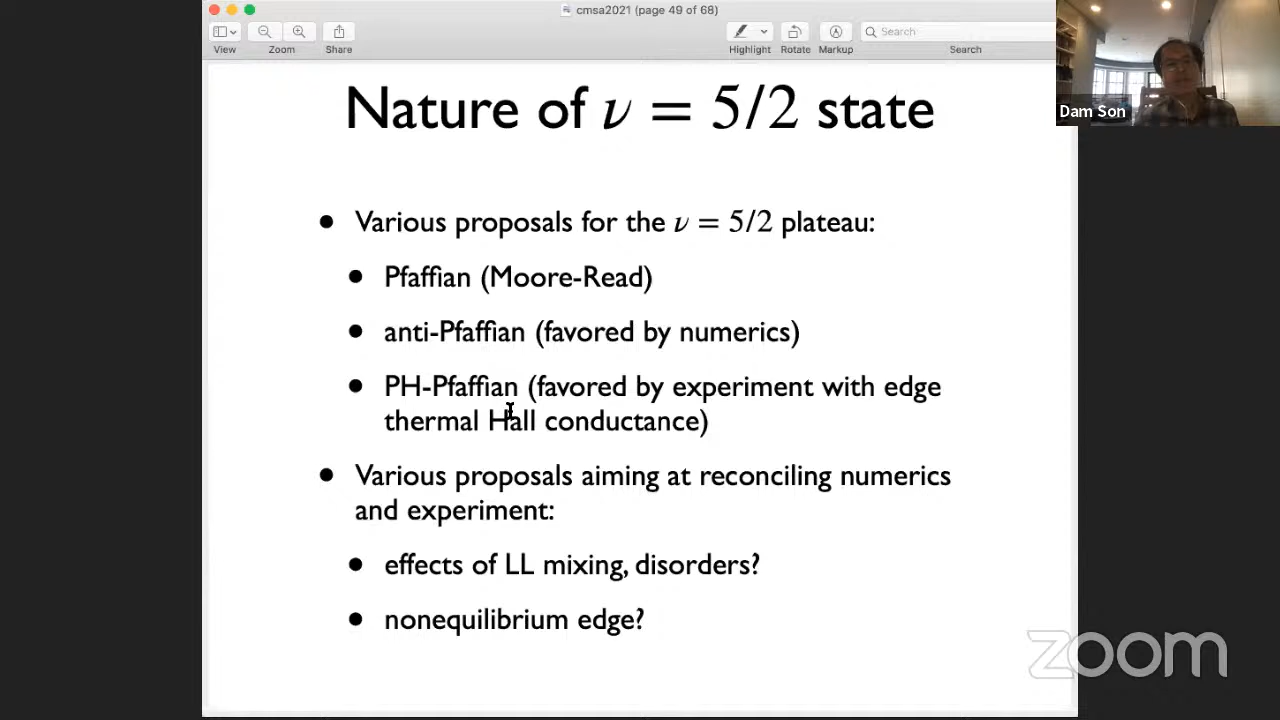 cmsa2021 (page 49 of 68)
View
Zoom
Share
Highlight
Rotate
Markup
Search
Search
Dam Son
Nature of ν = 5/2 state
• Various proposals for the ν = 5/2 plateau:
• Pfaffian (Moore-Read)
• anti-Pfaffian (favored by numerics)
• PH-Pfaffian (favored by experiment with edge
thermal Hall conductance)
• Various proposals aiming at reconciling numerics
and experiment:
• effects of LL mixing, disorders?
• nonequilibrium edge?
zoom